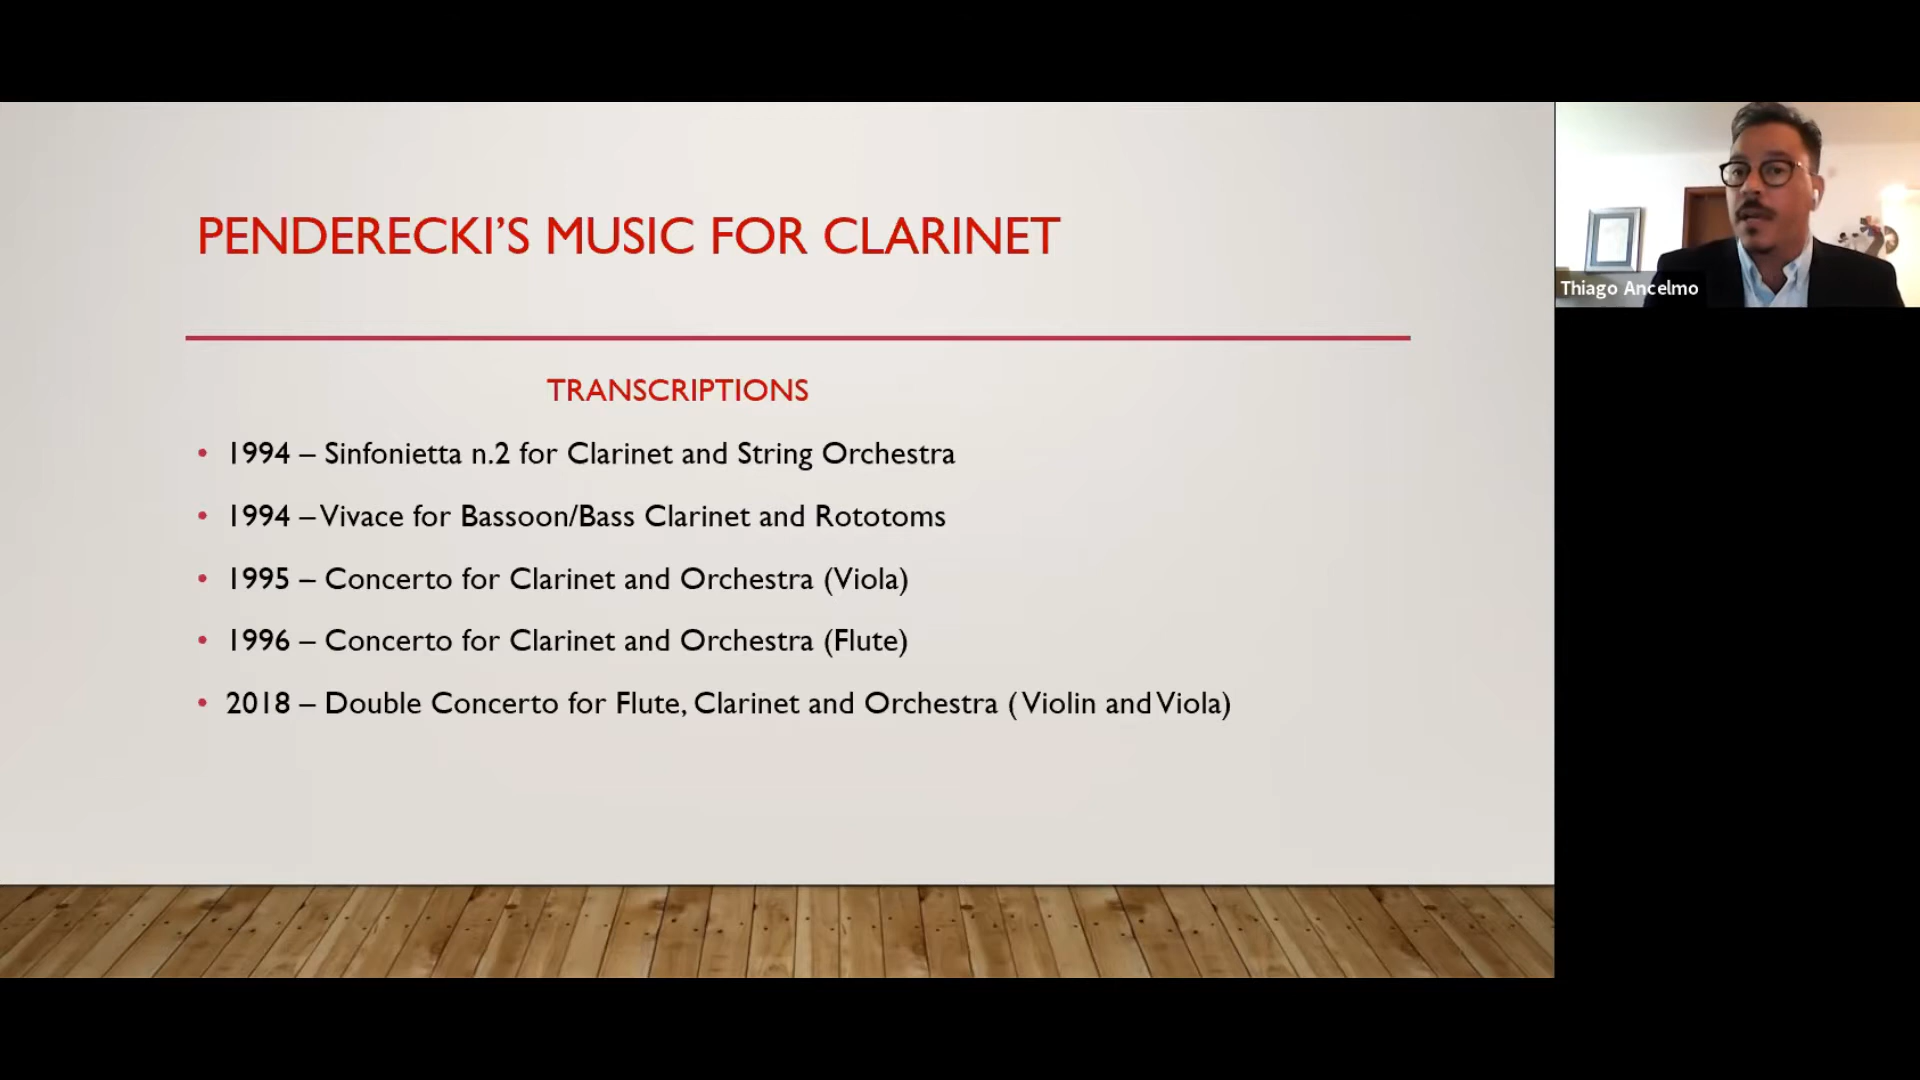 PENDERECKI’S MUSIC FOR CLARINET
TRANSCRIPTIONS
• 1994 – Sinfonietta n.2 for Clarinet and String Orchestra
• 1994 – Vivace for Bassoon/Bass Clarinet and Rototoms
• 1995 – Concerto for Clarinet and Orchestra (Viola)
• 1996 – Concerto for Clarinet and Orchestra (Flute)
• 2018 – Double Concerto for Flute, Clarinet and Orchestra ( Violin and Viola)
Thiago Ancelmo